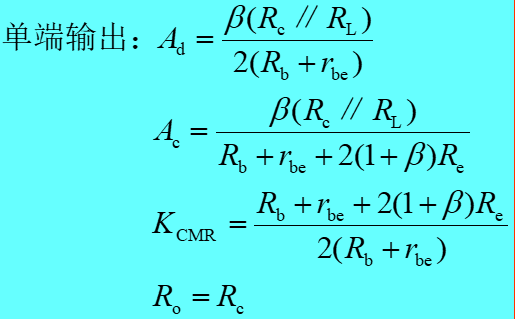 单端输出：A_d = β(R_c // R_L) / 2(R_b + r_be)
A_c = β(R_c // R_L) / R_b + r_be + 2(1 + β)R_e
K_CMR = R_b + r_be + 2(1 + β)R_e / 2(R_b + r_be)
R_o = R_c